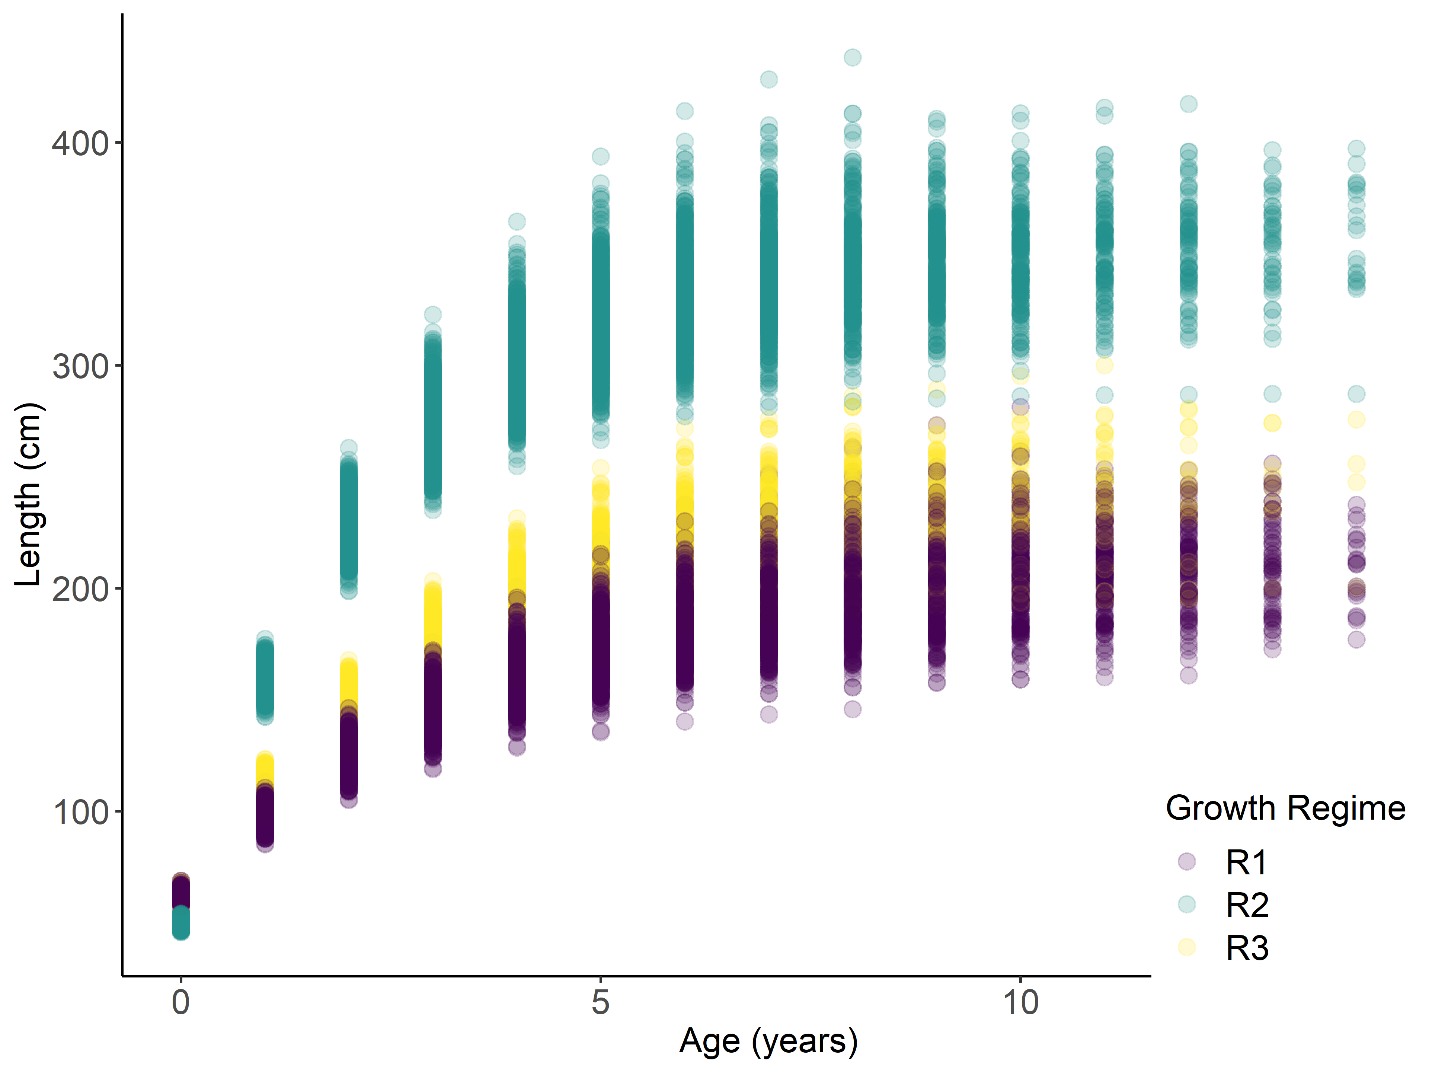 400
300
200
100
Length (cm)
0
5
10
Age (years)
Growth Regime
R1
R2
R3